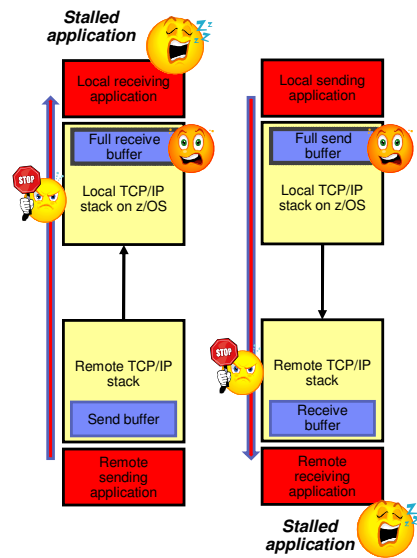 Stalled
application
Local receiving
application
Full receive
buffer
Local TCP/IP
stack on z/OS
STOP
Remote TCP/IP
stack
Send buffer
Remote
sending
application
Local sending
application
Full send
buffer
Local TCP/IP
stack on z/OS
STOP
Remote TCP/IP
stack
Receive
buffer
Remote
receiving
application
Stalled
application